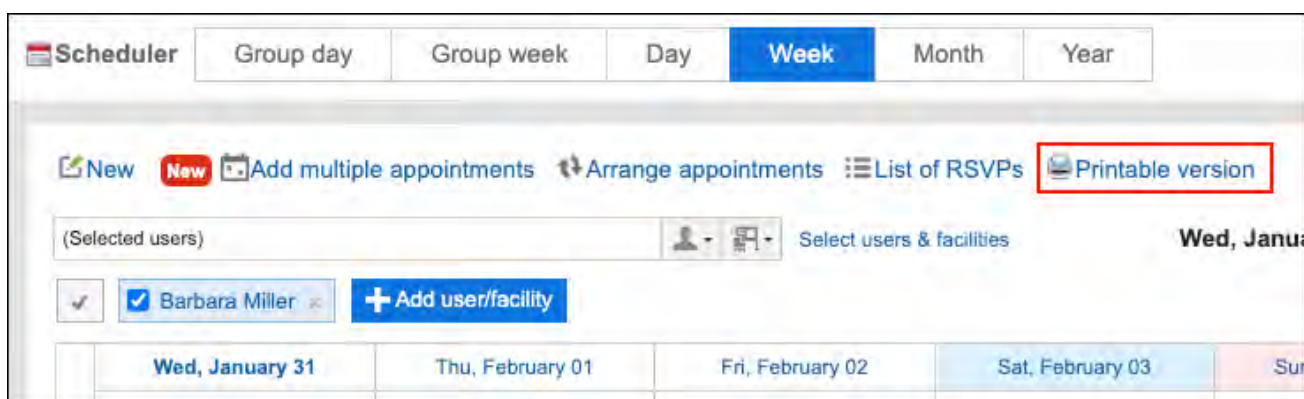 Scheduler Group day Group week Day Week Month Year
New New Add multiple appointments Arrange appointments List of RSVPs Printable version
(Selected users) Select users & facilities Wed,
Barbara Miller × Add user/facility
Wed, January 31 Thu, February 01 Fri, February 02 Sat, February 03